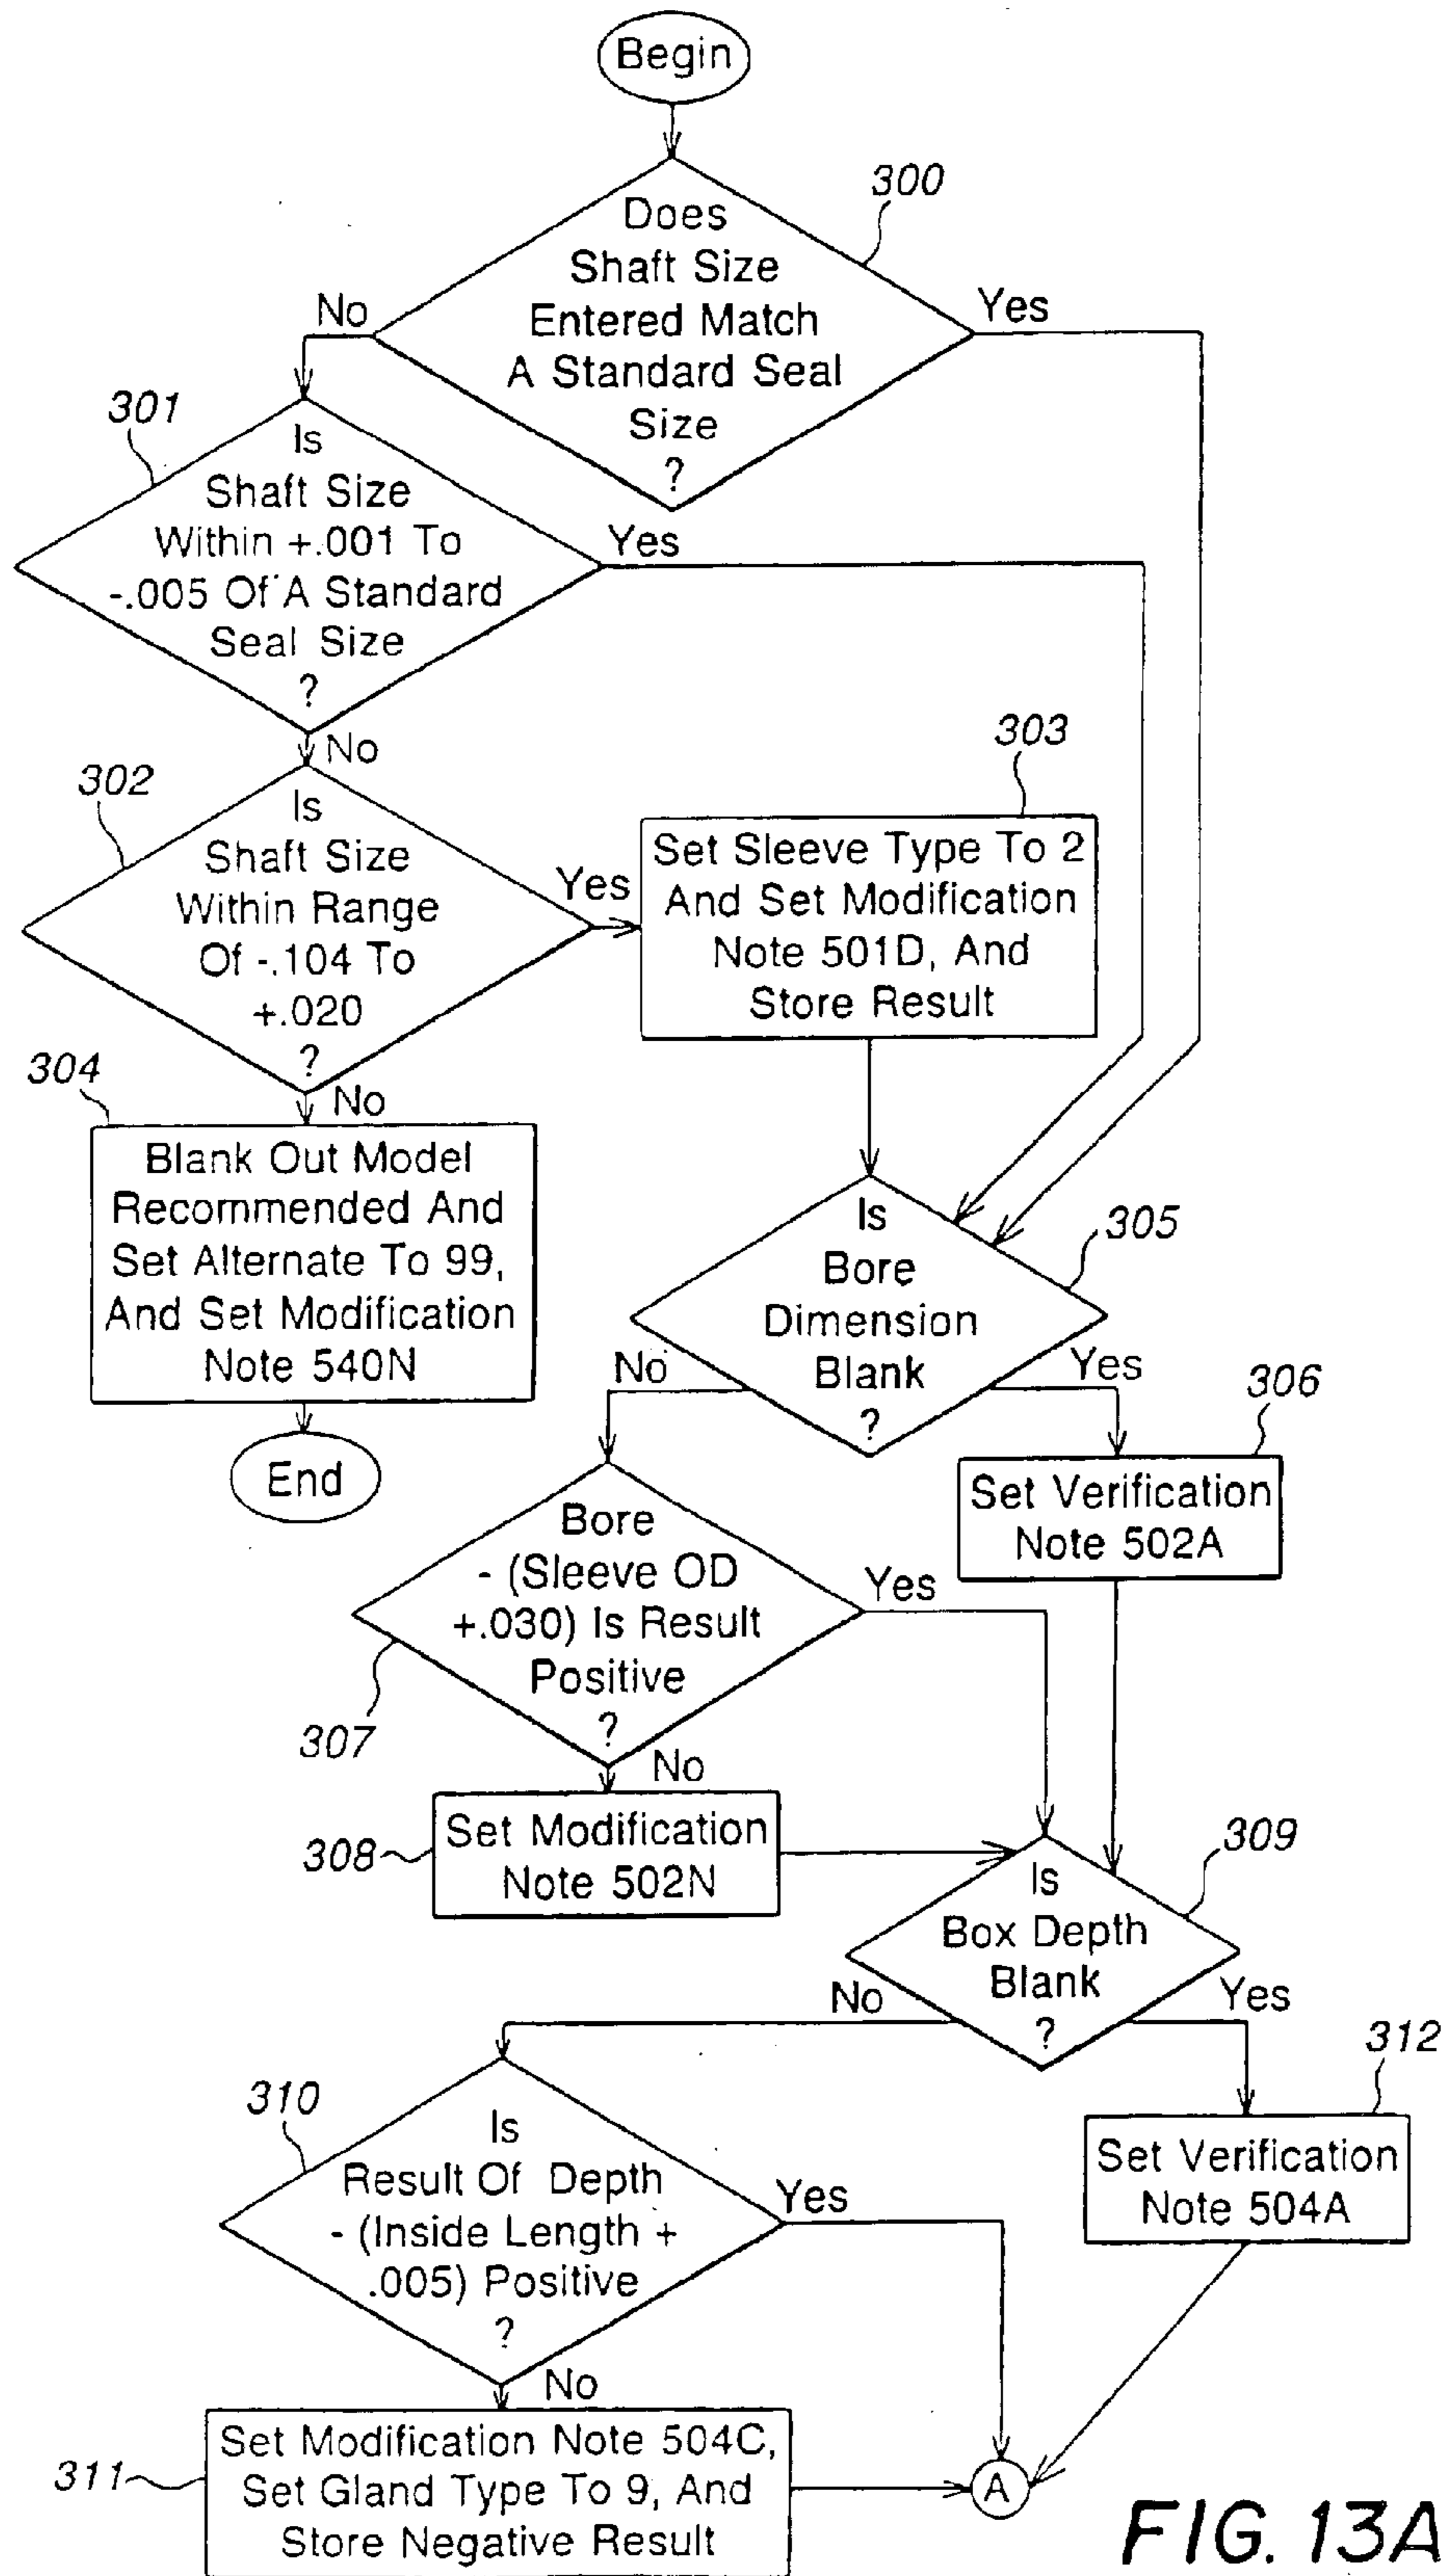 Begin
300
Does
Shaft Size
Entered Match
A Standard Seal
Size
?
No
Yes
301
Is
Shaft Size
Within +.001 To
-.005 Of A Standard
Seal Size
?
Yes
No
302
Is
Shaft Size
Within Range
Of -.104 To
+.020
?
Yes
No
303
Set Sleeve Type To 2
And Set Modification
Note 501D, And
Store Result
304
Blank Out Model
Recommended And
Set Alternate To 99,
And Set Modification
Note 540N
End
305
Is
Bore
Dimension
Blank
?
No
Yes
306
Set Verification
Note 502A
Bore
- (Sleeve OD
+.030) Is Result
Positive
?
Yes
307
No
308
Set Modification
Note 502N
309
Is
Box Depth
Blank
?
No
Yes
312
Set Verification
Note 504A
310
Is
Result Of Depth
- (Inside Length +
.005) Positive
?
Yes
No
311
Set Modification Note 504C,
Set Gland Type To 9, And
Store Negative Result
A
FIG. 13A